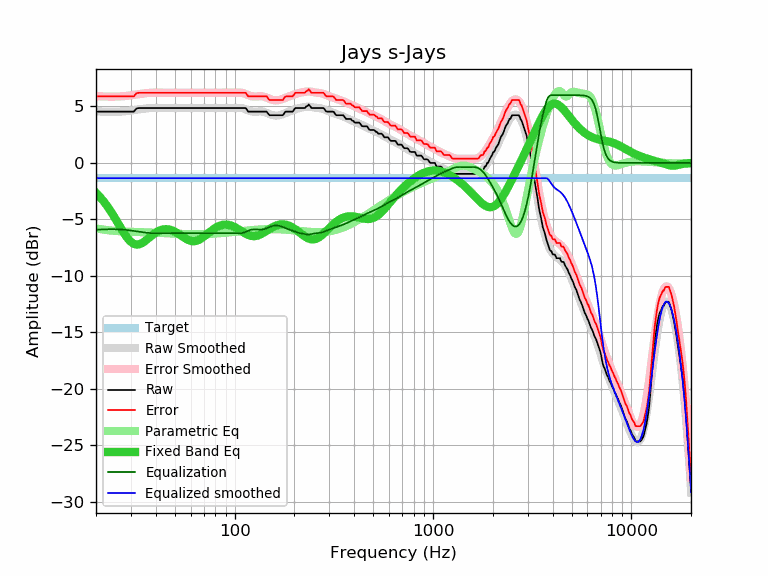 Jays s-Jays
Amplitude (dBr)
5
0
−5
−10
−15
−20
−25
−30
Target
Raw Smoothed
Error Smoothed
Raw
Error
Parametric Eq
Fixed Band Eq
Equalization
Equalized smoothed
100
1000
10000
Frequency (Hz)